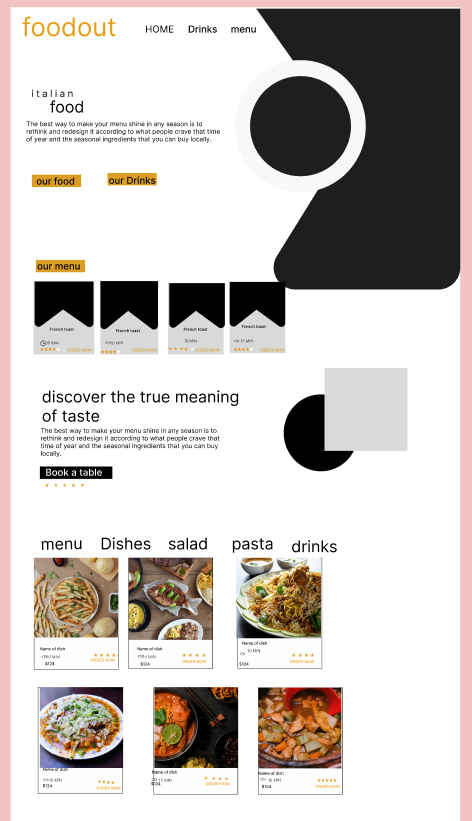 foodout
HOME Drinks menu
italian
food
The best way to make your menu shine in any season is to
rethink and redesign it according to what people crave that time
of year and the seasonal ingredients that you can buy locally.
our food our Drinks
our menu
French toast French toast French toast French toast
10 MIN 10 MIN 10 MIN 10 MIN
ORDER NOW ORDER NOW ORDER NOW ORDER NOW
discover the true meaning
of taste
The best way to make your menu shine in any season is to
rethink and redesign it according to what people crave that
time of year and the seasonal ingredients that you can buy
locally.
Book a table
menu Dishes salad pasta drinks
Name of dish Name of dish Name of dish
10 MIN 10 MIN 10 MIN
ORDER NOW ORDER NOW ORDER NOW
$124 $124 $124
Name of dish Name of dish Name of dish
10 MIN 10 MIN 10 MIN
$124 $124 $124
ORDER NOW ORDER NOW ORDER NOW